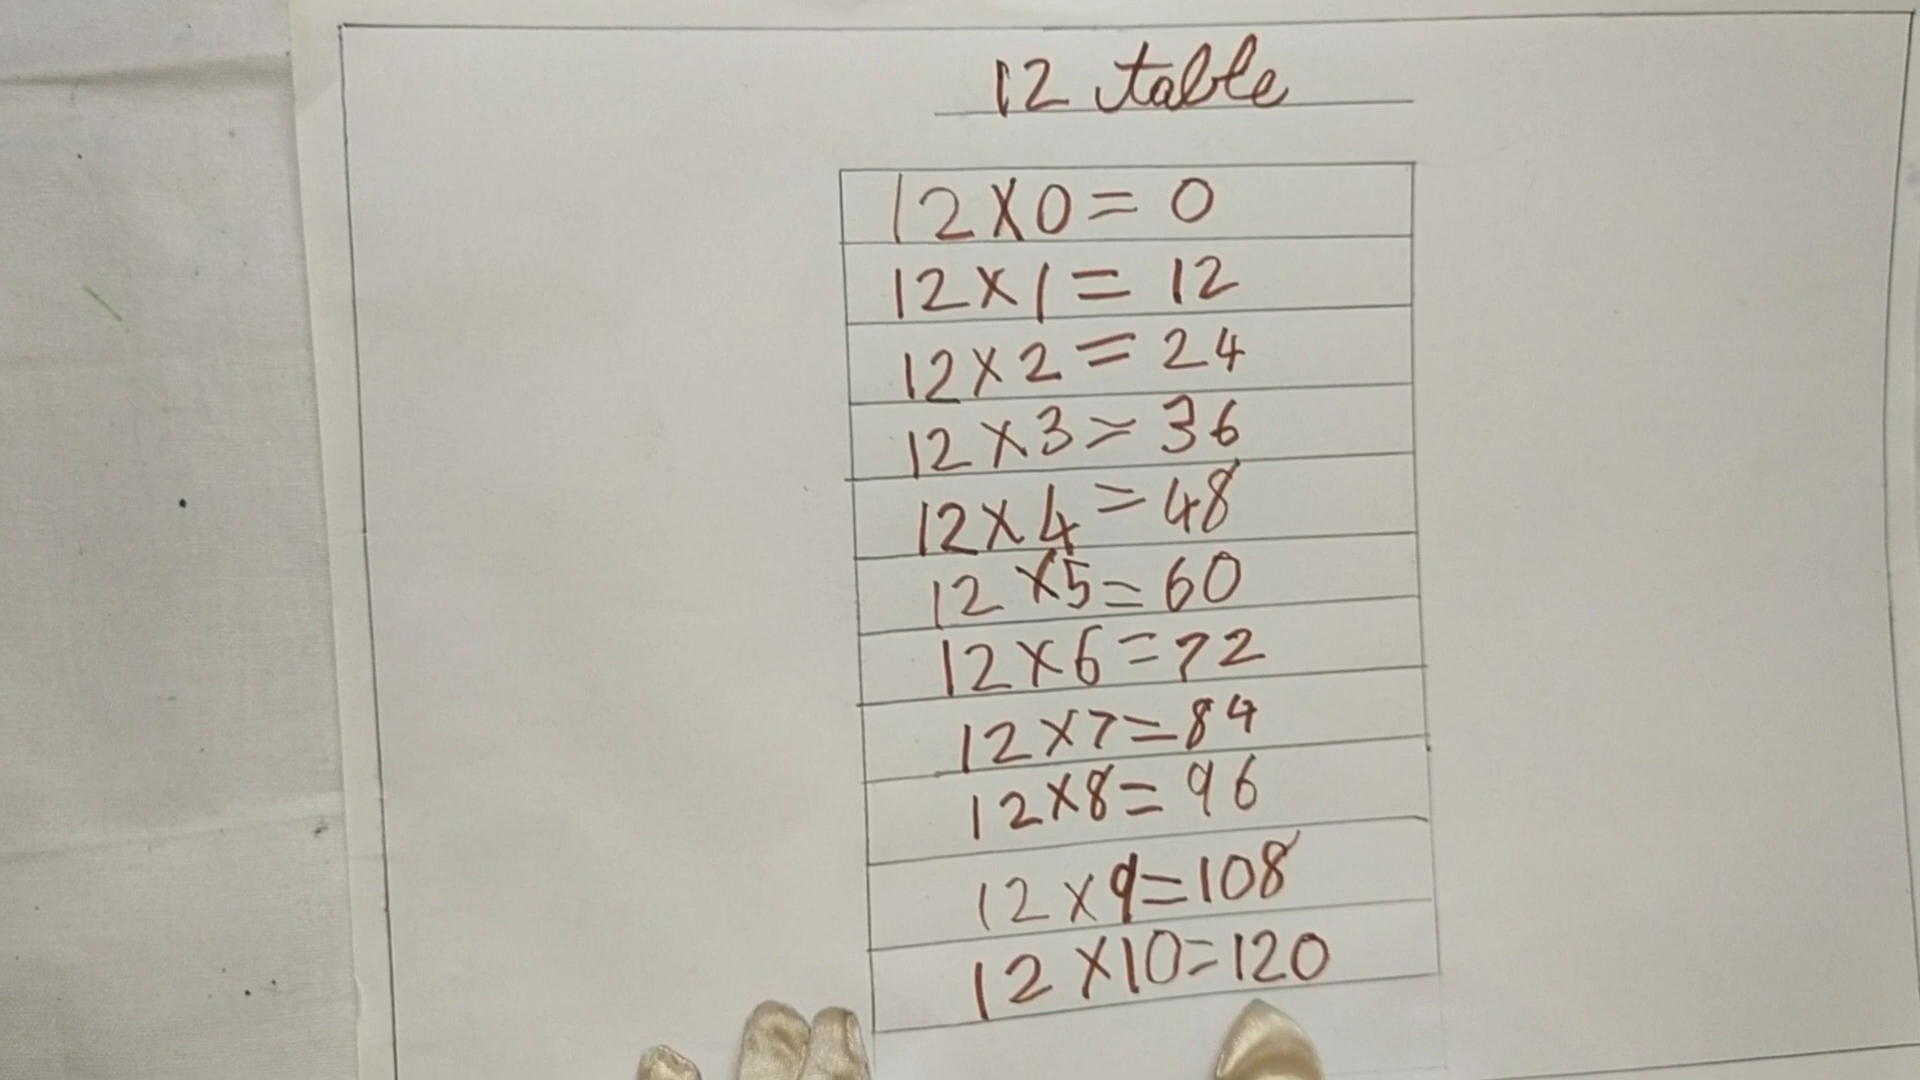 12 table
12 X 0 = 0
12 X 1 = 12
12 X 2 = 24
12 X 3 = 36
12 X 4 = 48
12 X 5 = 60
12 X 6 = 72
12 X 7 = 84
12 X 8 = 96
12 X 9 = 108
12 X 10 = 120